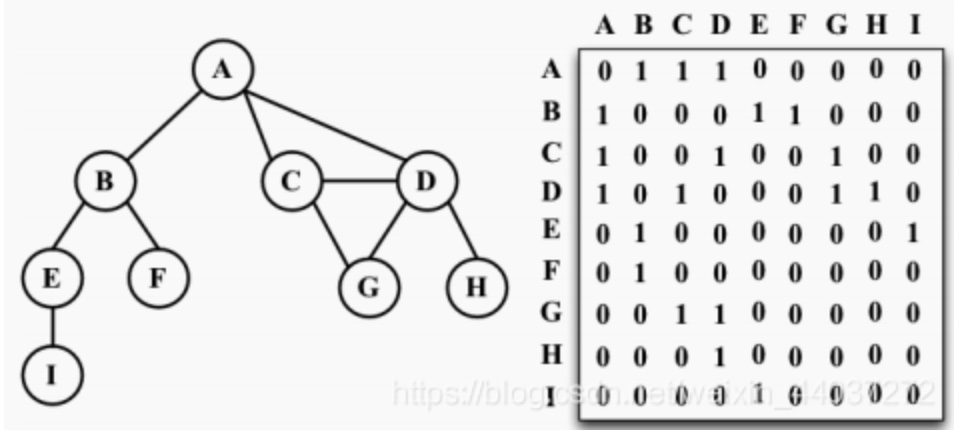 A B C D E F G H I
A
B
C
D
E
F
G
H
I
A 0 1 1 1 0 0 0 0 0
B 1 0 0 0 1 1 0 0 0
C 1 0 0 1 0 0 1 0 0
D 1 0 1 0 0 0 1 1 0
E 0 1 0 0 0 0 0 0 1
F 0 1 0 0 0 0 0 0 0
G 0 0 1 1 0 0 0 0 0
H 0 0 0 1 0 0 0 0 0
I 0 0 0 0 1 0 0 0 0
https://blog.csdn.net/weixin_44037272